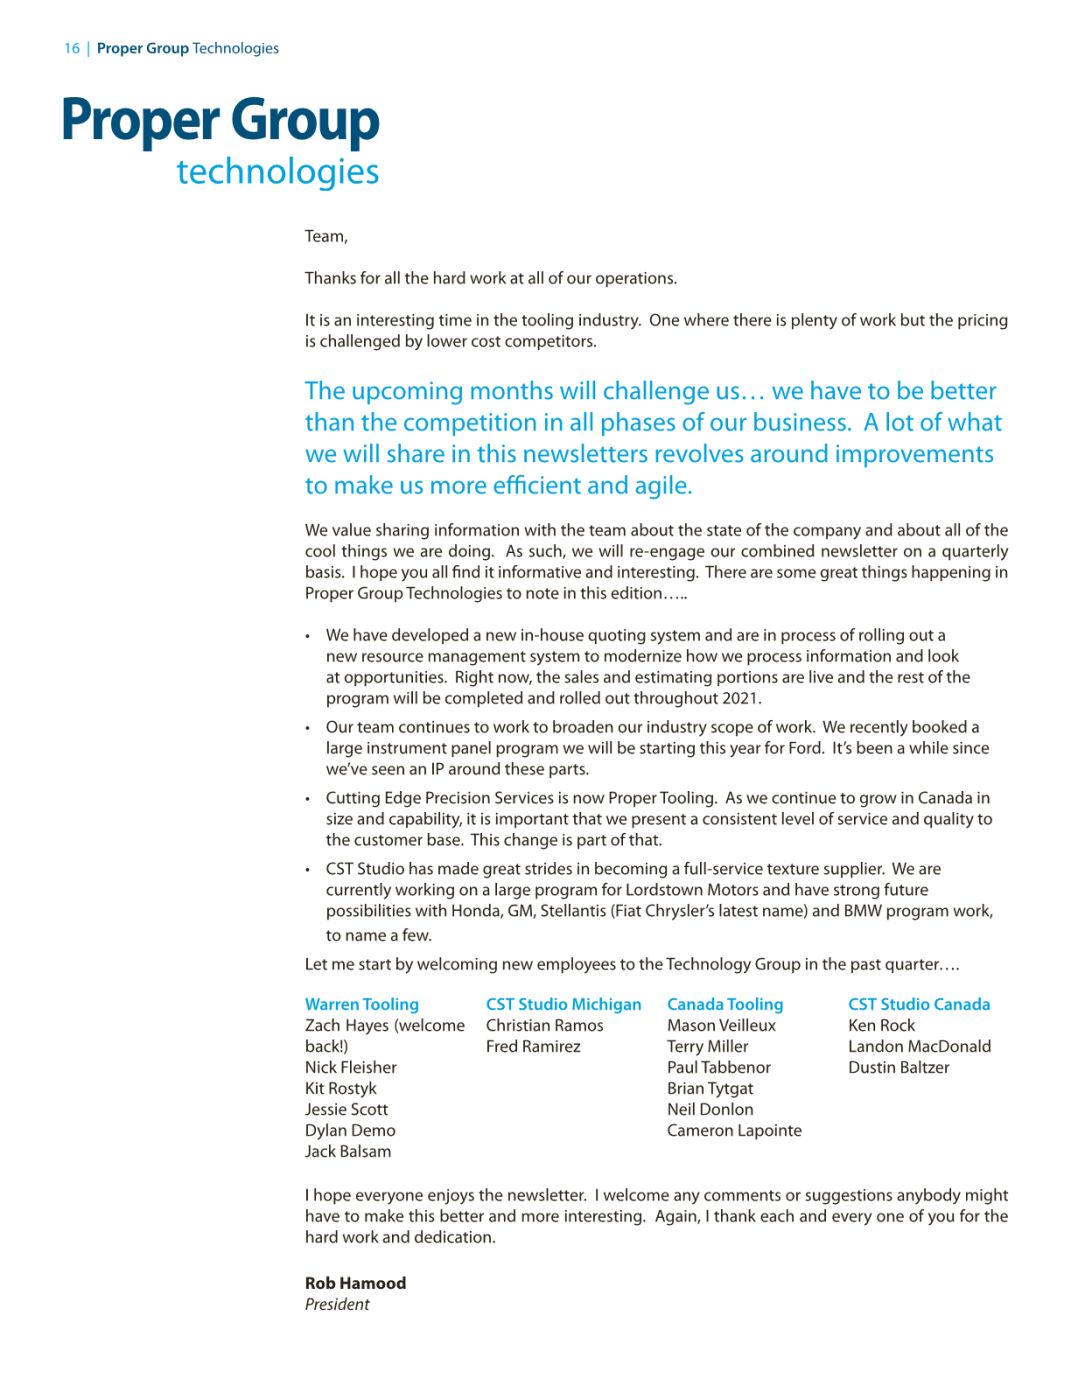 16 | Proper Group Technologies
Proper Group
technologies
Team,
Thanks for all the hard work at all of our operations.
It is an interesting time in the tooling industry.  One where there is plenty of work but the pricing
is challenged by lower cost competitors.
The upcoming months will challenge us… we have to be better
than the competition in all phases of our business.  A lot of what
we will share in this newsletters revolves around improvements
to make us more efficient and agile.
We value sharing information with the team about the state of the company and about all of the
cool things we are doing.  As such, we will re-engage our combined newsletter on a quarterly
basis.  I hope you all find it informative and interesting.  There are some great things happening in
Proper Group Technologies to note in this edition…..
• We have developed a new in-house quoting system and are in process of rolling out a
new resource management system to modernize how we process information and look
at opportunities.  Right now, the sales and estimating portions are live and the rest of the
program will be completed and rolled out throughout 2021.
• Our team continues to work to broaden our industry scope of work.  We recently booked a
large instrument panel program we will be starting this year for Ford.  It's been a while since
we've seen an IP around these parts.
• Cutting Edge Precision Services is now Proper Tooling.  As we continue to grow in Canada in
size and capability, it is important that we present a consistent level of service and quality to
the customer base.  This change is part of that.
• CST Studio has made great strides in becoming a full-service texture supplier.  We are
currently working on a large program for Lordstown Motors and have strong future
possibilities with Honda, GM, Stellantis (Fiat Chrysler's latest name) and BMW program work,
to name a few.
Let me start by welcoming new employees to the Technology Group in the past quarter….
Warren Tooling
Zach Hayes (welcome
back!)
Nick Fleisher
Kit Rostyk
Jessie Scott
Dylan Demo
Jack Balsam
CST Studio Michigan
Christian Ramos
Fred Ramirez
Canada Tooling
Mason Veilleux
Terry Miller
Paul Tabbenor
Brian Tytgat
Neil Donlon
Cameron Lapointe
CST Studio Canada
Ken Rock
Landon MacDonald
Dustin Baltzer
I hope everyone enjoys the newsletter.  I welcome any comments or suggestions anybody might
have to make this better and more interesting.  Again, I thank each and every one of you for the
hard work and dedication.
Rob Hamood
President